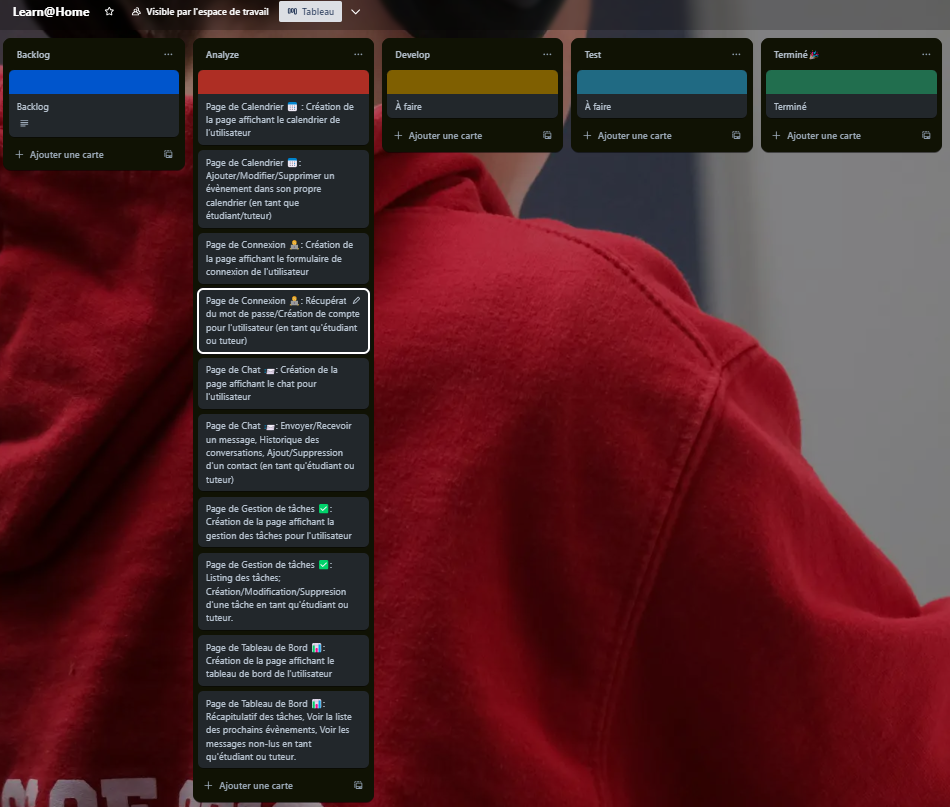 Learn@Home
Visible par l'espace de travail
Tableau
Backlog
Backlog
Ajouter une carte
Analyze
Page de Calendrier 📅 : Création de
la page affichant le calendrier de
l'utilisateur
Page de Calendrier 📅 :
Ajouter/Modifier/Supprimer un
évènement dans son propre
calendrier (en tant que
étudiant/tuteur)
Page de Connexion : Création de
la page affichant le formulaire de
connexion de l'utilisateur
Page de Connexion : Récupérat
du mot de passe/Création de compte
pour l'utilisateur (en tant qu'étudiant
ou tuteur)
Page de Chat : Création de la
page affichant le chat pour
l'utilisateur
Page de Chat : Envoyer/Recevoir
un message, Historique des
conversations, Ajout/Suppression
d'un contact (en tant qu'étudiant ou
tuteur)
Page de Gestion de tâches ✅ :
Création de la page affichant la
gestion des tâches pour l'utilisateur
Page de Gestion de tâches ✅ :
Listing des tâches;
Création/Modification/Suppresion
d'une tâche en tant qu'étudiant ou
tuteur.
Page de Tableau de Bord 📊 :
Création de la page affichant le
tableau de bord de l'utilisateur
Page de Tableau de Bord 📊 :
Récapitulatif des tâches, Voir la liste
des prochains évènements, Voir les
messages non-lus en tant
qu'étudiant ou tuteur.
Ajouter une carte
Develop
À faire
Ajouter une carte
Test
À faire
Ajouter une carte
Terminé🎉
Terminé
Ajouter une carte